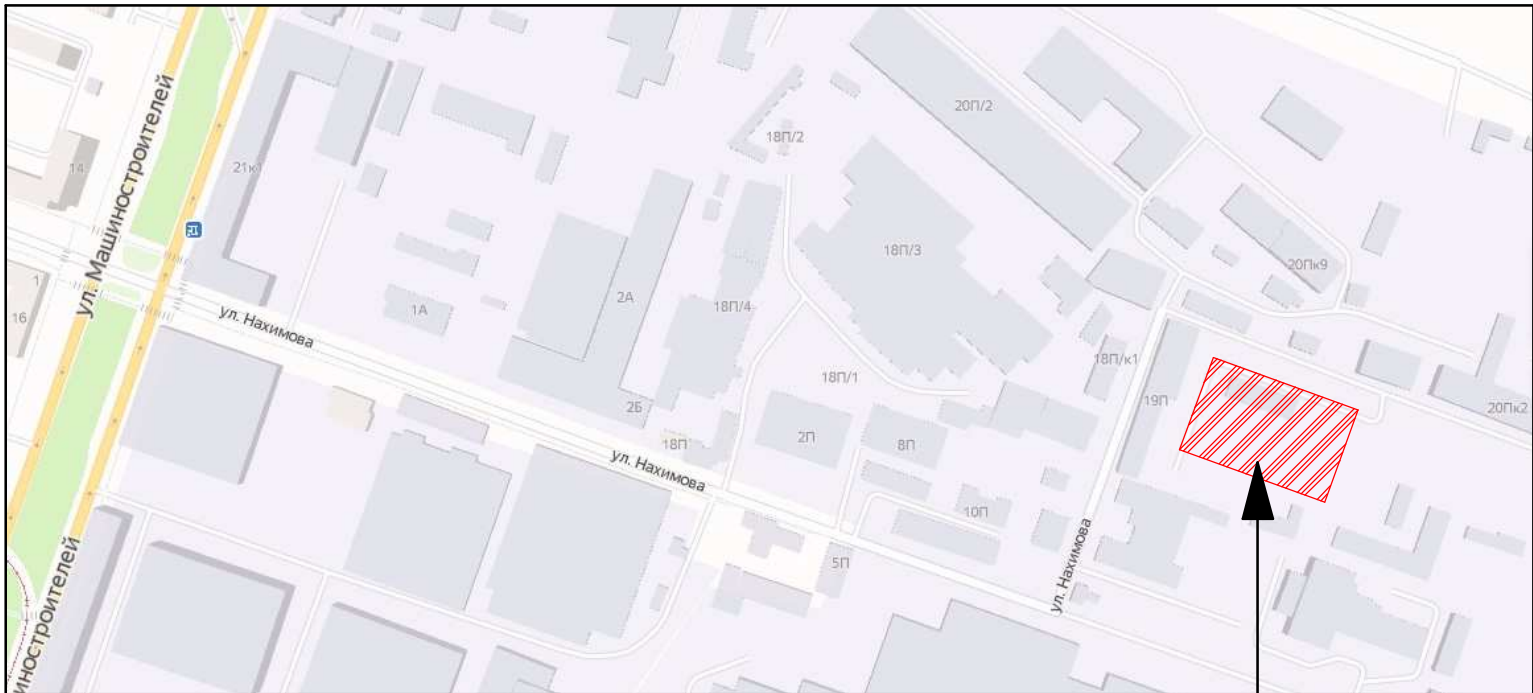 ул. Машиностроителей
14
21к1
16
ул. Нахимова
1А
2А
2Б
18П/2
18П/4
18П/3
18П/1
20П/2
20Пк9
18П/к1
19П
20Пк2
18П
2П
8П
10П
5П
ул. Нахимова
ул. Нахимова
иностроителей